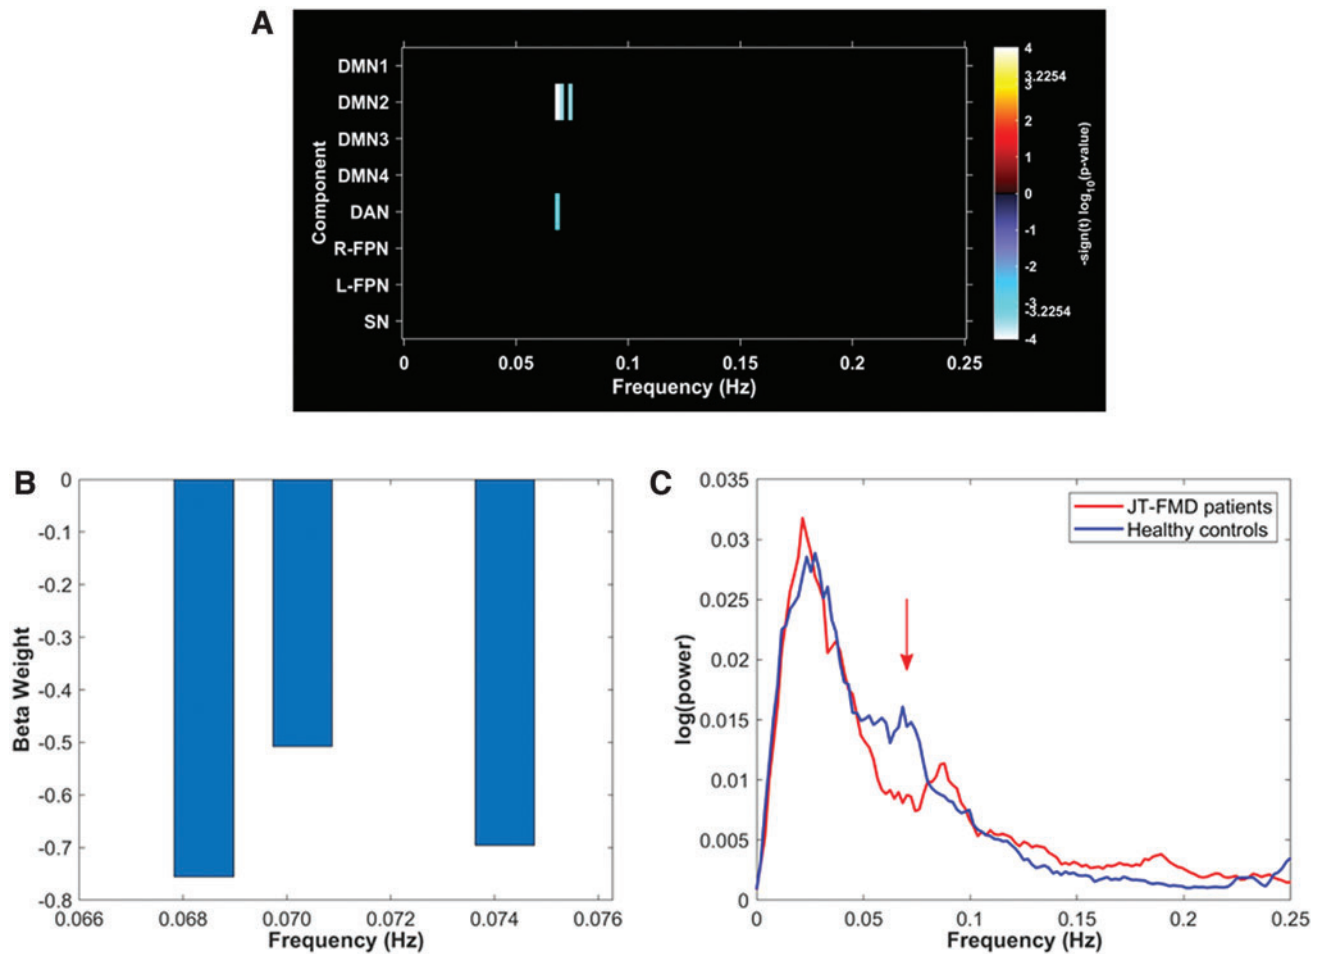 A
DMN1
DMN2
DMN3
DMN4
DAN
R-FPN
L-FPN
SN
Component
0 0.05 0.1 0.15 0.2 0.25
Frequency (Hz)
4
3.2254
3
2
1
0
-1
-2
-3
-3.2254
-4
-sign(t) log10(p-value)
B
0
-0.1
-0.2
-0.3
-0.4
-0.5
-0.6
-0.7
-0.8
Beta Weight
0.066 0.068 0.070 0.072 0.074 0.076
Frequency (Hz)
C
0.035
0.03
0.025
0.02
0.015
0.01
0.005
0
log(power)
JT-FMD patients
Healthy controls
0 0.05 0.1 0.15 0.2 0.25
Frequency (Hz)